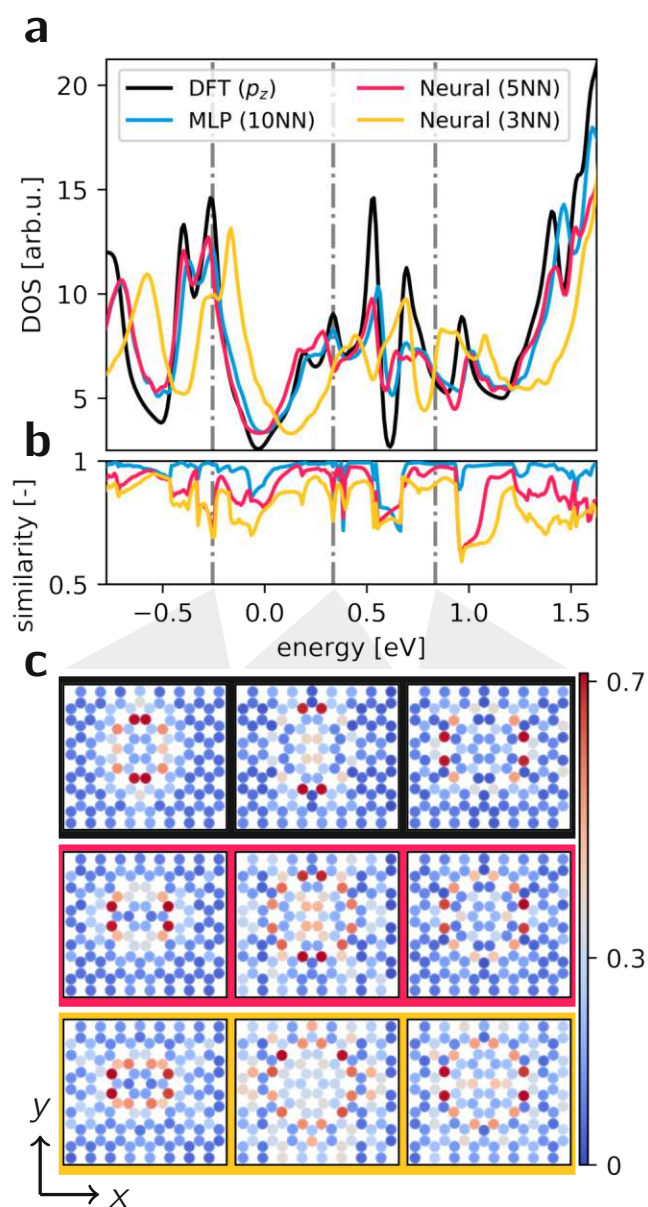 a
20
15
10
5
DOS [arb.u.]
DFT (p_z)
MLP (10NN)
Neural (5NN)
Neural (3NN)
b
1
0.5
similarity [-]
−0.5 0.0 0.5 1.0 1.5
energy [eV]
c
0.7
0.3
0
y
x